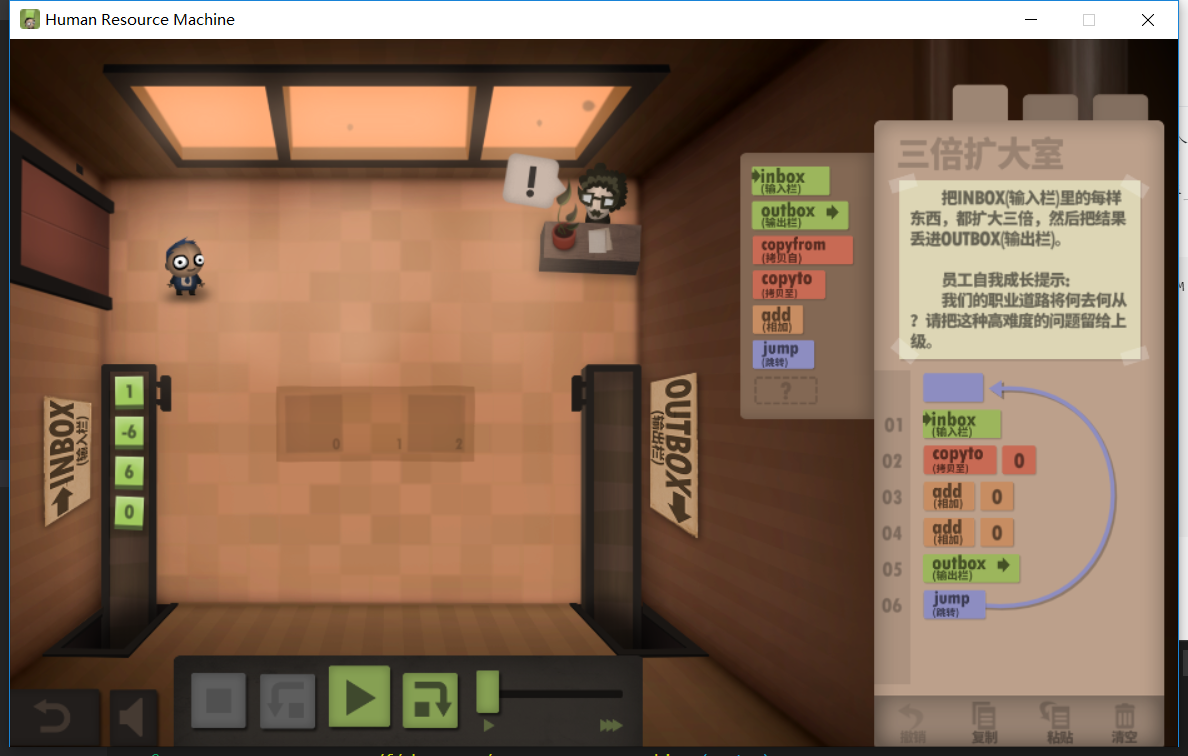 Human Resource Machine
!
三倍扩大室
把INBOX(输入栏)里的每样
东西，都扩大三倍，然后把结果
丢进OUTBOX(输出栏)。
员工自我成长提示:
我们的职业道路将何去何从
？请把这种高难度的问题留给上
级。
inbox
(输入栏)
outbox
(输出栏)
copyfrom
(拷贝自)
copyto
(拷贝至)
add
(相加)
jump
(跳转)
?
INBOX
(输入栏)
1
-6
6
0
0
1
2
OUTBOX
(输出栏)
01
inbox
(输入栏)
02
copyto
(拷贝至)
0
03
add
(相加)
0
04
add
(相加)
0
05
outbox
(输出栏)
06
jump
(跳转)
撤销
复制
粘贴
清空